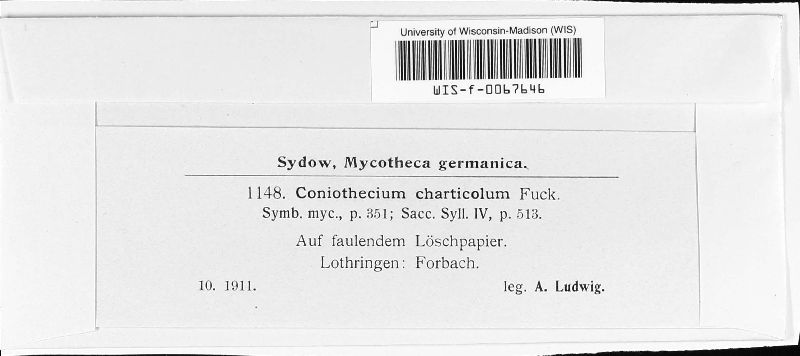 University of Wisconsin-Madison (WIS)
WIS-f-0067646
Sydow, Mycotheca germanica.
1148. Coniothecium charticolum Fuck.
Symb. myc., p. 351; Sacc. Syll. IV, p. 513.
Auf faulendem Löschpapier.
Lothringen: Forbach.
10. 1911. leg. A. Ludwig.